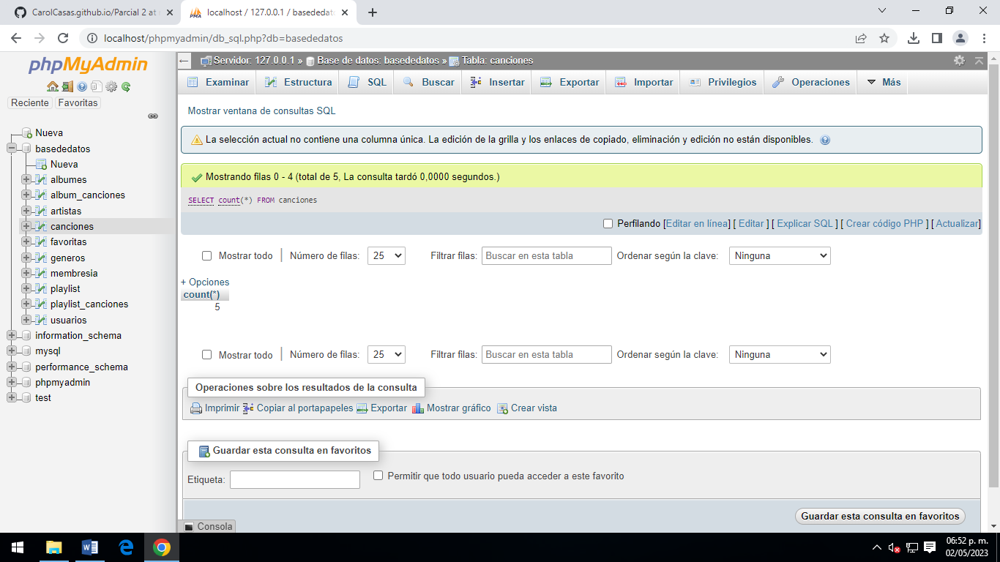 CarolCasas.github.io/Parcial 2 at
localhost / 127.0.0.1 / basededato
localhost/phpmyadmin/db_sql.php?db=basededatos
phpMyAdmin
Reciente Favoritas
Nueva
basededatos
Nueva
albumes
album_canciones
artistas
canciones
favoritas
generos
membresia
playlist
playlist_canciones
usuarios
information_schema
mysql
performance_schema
phpmyadmin
test
Servidor: 127.0.0.1 » Base de datos: basededatos » Tabla: canciones
Examinar Estructura SQL Buscar Insertar Exportar Importar Privilegios Operaciones Más
Mostrar ventana de consultas SQL
La selección actual no contiene una columna única. La edición de la grilla y los enlaces de copiado, eliminación y edición no están disponibles.
Mostrando filas 0 - 4 (total de 5, La consulta tardó 0,0000 segundos.)
SELECT count(*) FROM canciones
Perfilando [Editar en línea] [ Editar ] [ Explicar SQL ] [ Crear código PHP ] [ Actualizar]
Mostrar todo | Número de filas: 25 Filtrar filas: Buscar en esta tabla Ordenar según la clave: Ninguna
+ Opciones
count(*)
5
Mostrar todo | Número de filas: 25 Filtrar filas: Buscar en esta tabla Ordenar según la clave: Ninguna
Operaciones sobre los resultados de la consulta
Imprimir Copiar al portapapeles Exportar Mostrar gráfico Crear vista
Guardar esta consulta en favoritos
Etiqueta: Permitir que todo usuario pueda acceder a este favorito
Guardar esta consulta en favoritos
Consola
06:52 p. m.
02/05/2023